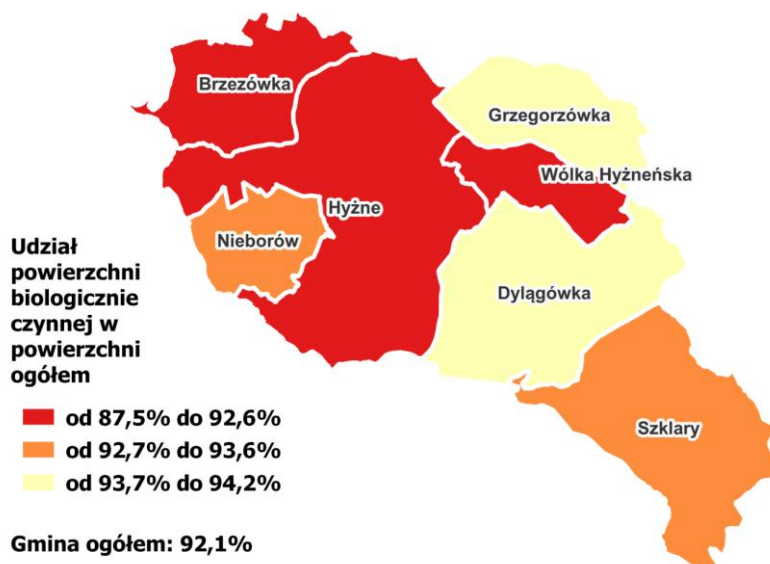 Brzezówka
Grzegorzówka
Wólka Hyżneńska
Hyżne
Nieborów
Dylągówka
Szklary
Udział
powierzchni
biologicznie
czynnej w
powierzchni
ogółem
od 87,5% do 92,6%
od 92,7% do 93,6%
od 93,7% do 94,2%
Gmina ogółem: 92,1%